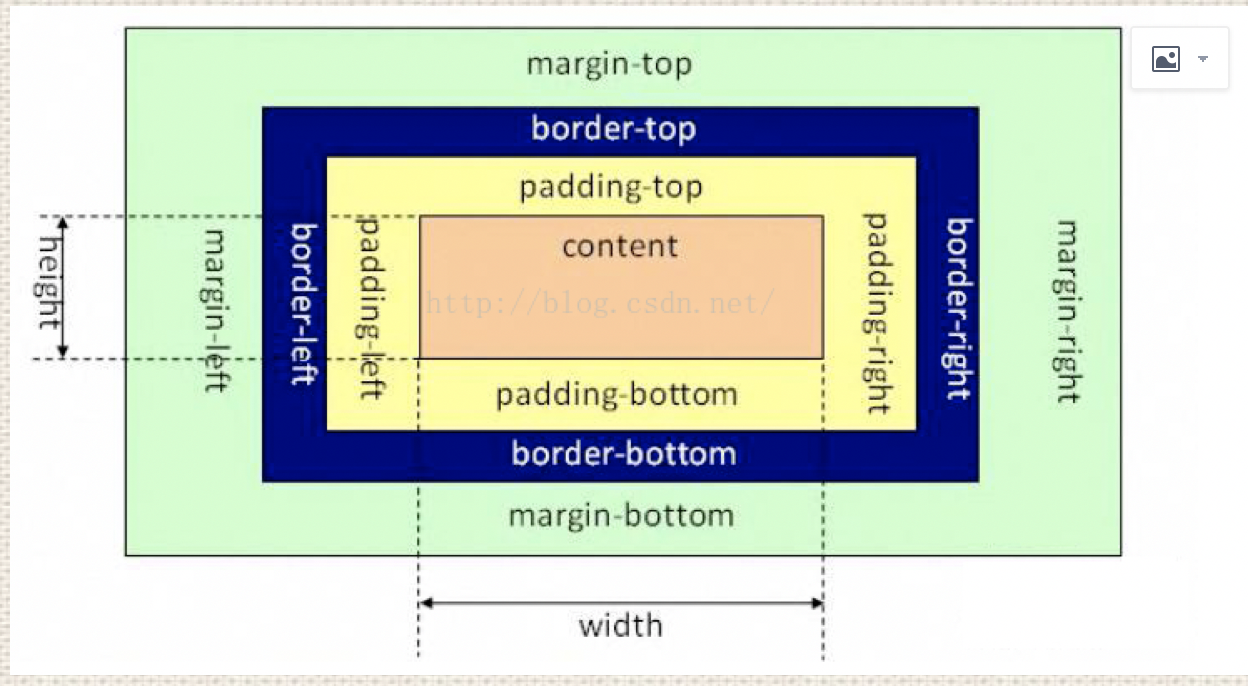 margin-top
border-top
padding-top
height
margin-left
border-left
padding-left
content
http://blog.csdn.net/
padding-right
border-right
margin-right
padding-bottom
border-bottom
margin-bottom
width